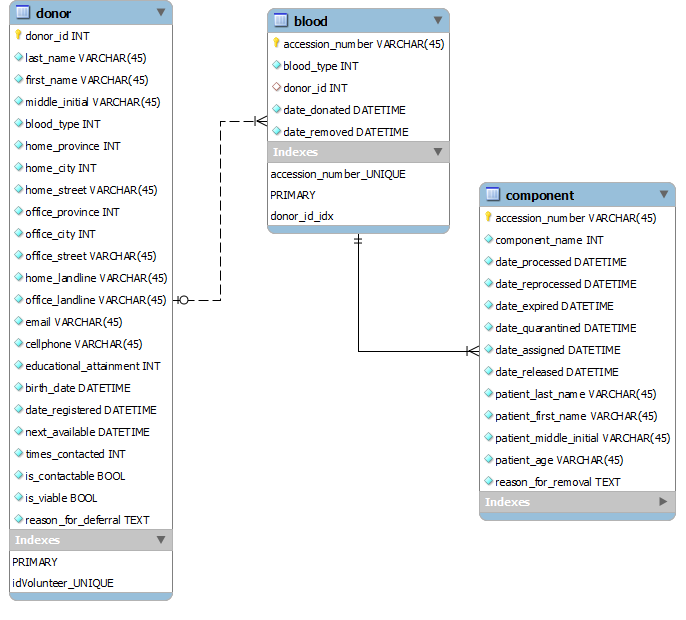 donor
donor_id INT
last_name VARCHAR(45)
first_name VARCHAR(45)
middle_initial VARCHAR(45)
blood_type INT
home_province INT
home_city INT
home_street VARCHAR(45)
office_province INT
office_city INT
office_street VARCHAR(45)
home_landline VARCHAR(45)
office_landline VARCHAR(45)
email VARCHAR(45)
cellphone VARCHAR(45)
educational_attainment INT
birth_date DATETIME
date_registered DATETIME
next_available DATETIME
times_contacted INT
is_contactable BOOL
is_viable BOOL
reason_for_deferral TEXT
Indexes
PRIMARY
idVolunteer_UNIQUE
blood
accession_number VARCHAR(45)
blood_type INT
donor_id INT
date_donated DATETIME
date_removed DATETIME
Indexes
accession_number_UNIQUE
PRIMARY
donor_id_idx
component
accession_number VARCHAR(45)
component_name INT
date_processed DATETIME
date_reprocessed DATETIME
date_expired DATETIME
date_quarantined DATETIME
date_assigned DATETIME
date_released DATETIME
patient_last_name VARCHAR(45)
patient_first_name VARCHAR(45)
patient_middle_initial VARCHAR(45)
patient_age VARCHAR(45)
reason_for_removal TEXT
Indexes